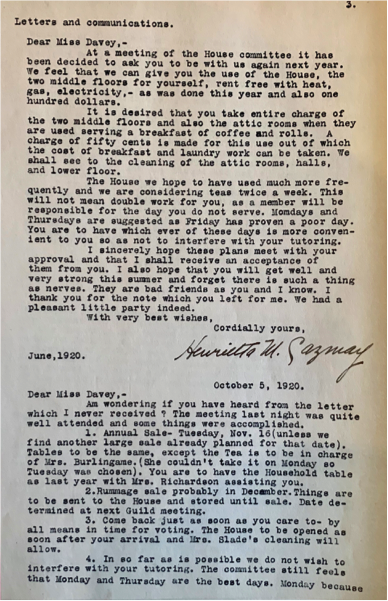 3.
Letters and communications.
Dear Miss Davey,-
At a meeting of the House committee it has
been decided to ask you to be with us again next year.
We feel that we can give you the use of the House, the
two middle floors for yourself, rent free with heat,
gas, electricity,- as was done this year and also one
hundred dollars.
It is desired that you take entire charge of
the two middle floors and also the attic rooms when they
are used serving a breakfast of coffee and rolls. A
charge of fifty cents is made for this use out of which
the cost of breakfast and laundry work can be taken. We
shall see to the cleaning of the attic rooms, halls,
and lower floor.
The House we hope to have used much more fre-
quently and we are considering teas twice a week. This
will not mean double work for you, as a member will be
responsible for the day you do not serve. Mondays and
Thursdays are suggested as Friday has proven a poor day.
You are to have which ever of these days is more conven-
ient to you so as not to interfere with your tutoring.
I sincerely hope these plans meet with your
approval and that I shall receive an acceptance of
them from you. I also hope that you will get well and
very strong this summer and forget there is such a thing
as nerves. They are bad friends as you and I know. I
thank you for the note which you left for me. We had a
pleasant little party indeed.
With very best wishes,
Cordially yours,
Henrietta M. Gazmay
June,1920.
October 5, 1920.
Dear Miss Davey,-
Am wondering if you have heard from the letter
which I never received ? The meeting last night was quite
well attended and some things were accomplished.
1. Annual Sale- Tuesday, Nov. 16(unless we
find another large sale already planned for that date).
Tables to be the same, except the Tea is to be in charge
of Mrs. Burlingame.(She couldn't take it on Monday so
Tuesday was chosen). You are to have the Household table
as last year with Mrs. Richardson assisting you.
2.Rummage sale probably in December.Things are
to be sent to the House and stored until sale. Date de-
termined at next Guild meeting.
3. Come back just as soon as you care to- by
all means in time for voting. The House to be opened as
soon after your arrival and Mrs. Slade's cleaning will
allow.
4. In so far as is possible we do not wish to
interfere with your tutoring. The committee still feels
that Monday and Thursday are the best days. Monday because